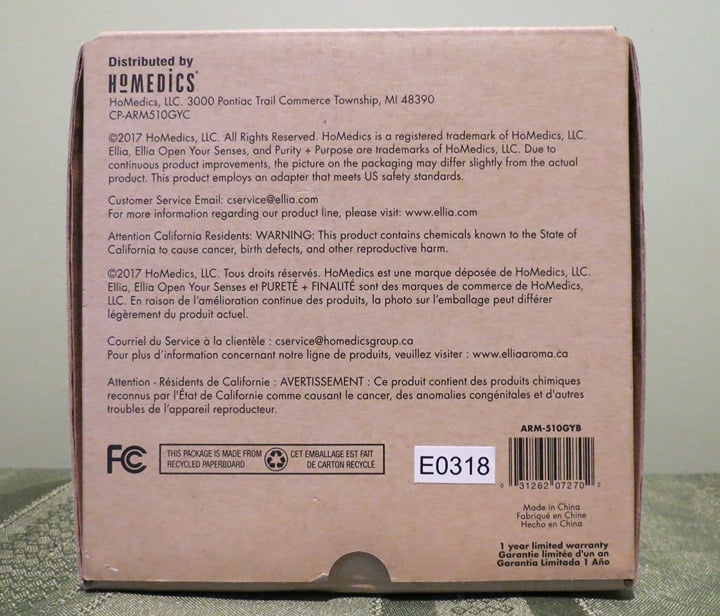 Distributed by
HoMEDiCS®
HoMedics, LLC. 3000 Pontiac Trail Commerce Township, MI 48390
CP-ARM510GYC
©2017 HoMedics, LLC. All Rights Reserved. HoMedics is a registered trademark of HoMedics, LLC.
Ellia, Ellia Open Your Senses, and Purity + Purpose are trademarks of HoMedics, LLC. Due to
continuous product improvements, the picture on the packaging may differ slightly from the actual
product. This product employs an adapter that meets US safety standards.
Customer Service Email: cservice@ellia.com
For more information regarding our product line, please visit: www.ellia.com
Attention California Residents: WARNING: This product contains chemicals known to the State of
California to cause cancer, birth defects, and other reproductive harm.
©2017 HoMedics, LLC. Tous droits réservés. HoMedics est une marque déposée de HoMedics, LLC.
Ellia, Ellia Open Your Senses et PURETÉ + FINALITÉ sont des marques de commerce de HoMedics,
LLC. En raison de l'amélioration continue des produits, la photo sur l'emballage peut différer
légèrement du produit actuel.
Courriel du Service à la clientèle : cservice@homedicsgroup.ca
Pour plus d'information concernant notre ligne de produits, veuillez visiter : www.elliaaroma.ca
Attention - Résidents de Californie : AVERTISSEMENT : Ce produit contient des produits chimiques
reconnus par l'État de Californie comme causant le cancer, des anomalies congénitales et d'autres
troubles de l'appareil reproducteur.
FC
THIS PACKAGE IS MADE FROM
RECYCLED PAPERBOARD
CET EMBALLAGE EST FAIT
DE CARTON RECYCLÉ
E0318
ARM-510GYB
0 31262 07270 2
Made in China
Fabriqué en Chine
Hecho en China
1 year limited warranty
Garantie limitée d'un an
Garantia Limitada 1 Año